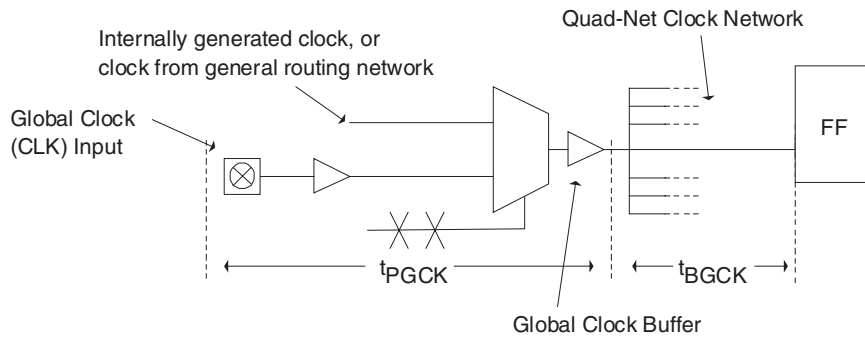 Quad-Net Clock Network
Internally generated clock, or
clock from general routing network
Global Clock
(CLK) Input
FF
tPGCK
tBGCK
Global Clock Buffer